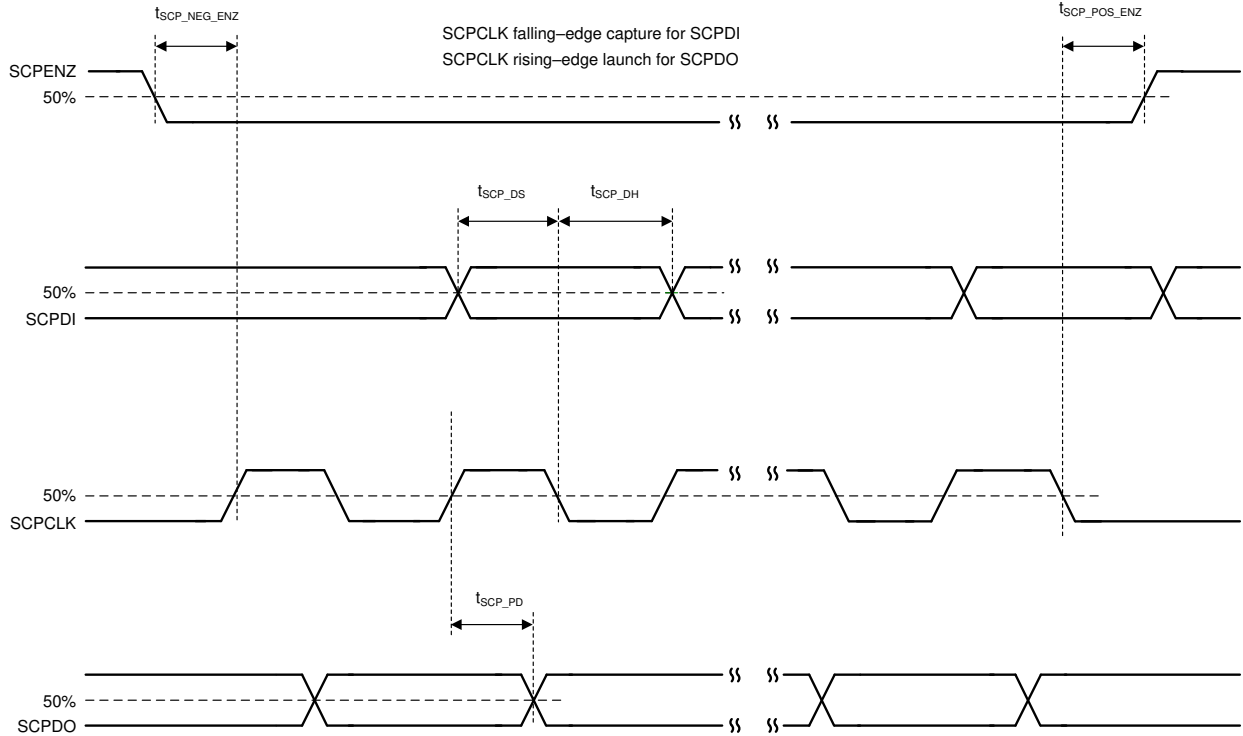 tSCP_NEG_ENZ
tSCP_POS_ENZ
SCPCLK falling–edge capture for SCPDI
SCPCLK rising–edge launch for SCPDO
SCPENZ
50%
tSCP_DS
tSCP_DH
50%
SCPDI
50%
SCPCLK
tSCP_PD
50%
SCPDO